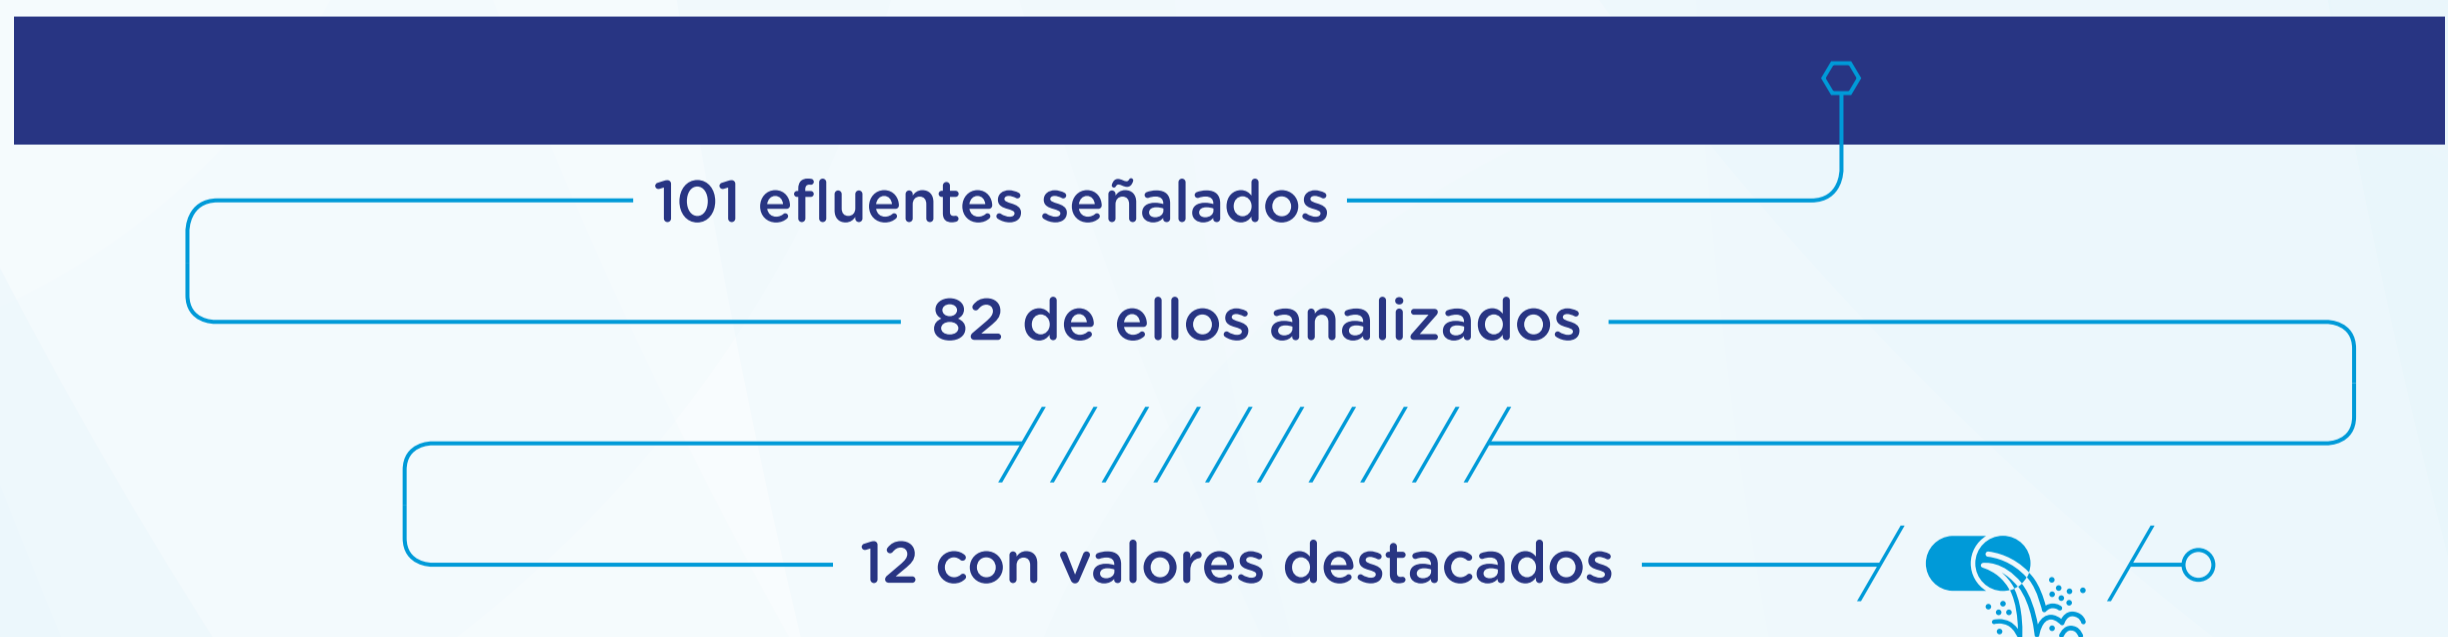 101 efluentes señalados
82 de ellos analizados
12 con valores destacados